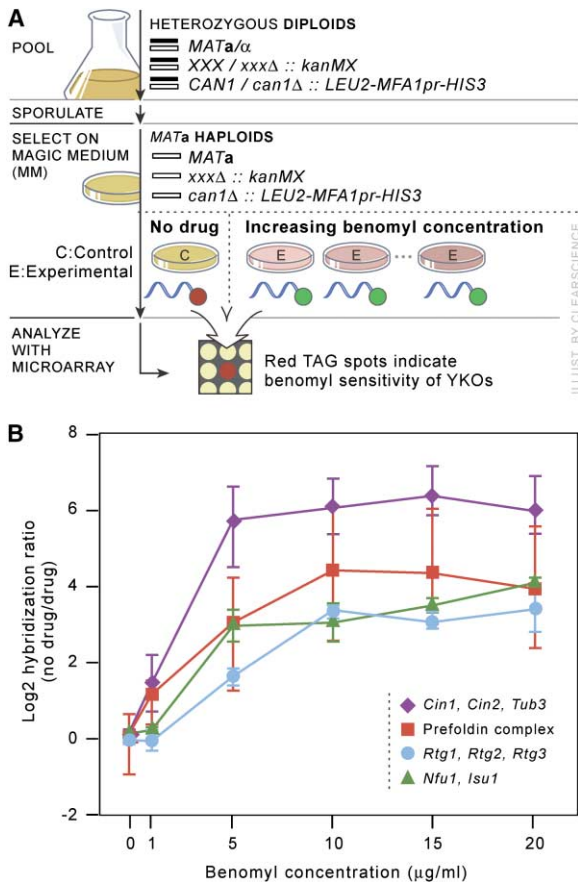 A
POOL
HETEROZYGOUS DIPLOIDS
MATa/α
XXX / xxxΔ :: kanMX
CAN1 / can1Δ :: LEU2-MFA1pr-HIS3
SPORULATE
SELECT ON
MAGIC MEDIUM
(MM)
MATa HAPLOIDS
MATa
xxxΔ :: kanMX
can1Δ :: LEU2-MFA1pr-HIS3
No drug
Increasing benomyl concentration
C:Control
E:Experimental
C
E
E
...
E
ANALYZE
WITH
MICROARRAY
Red TAG spots indicate
benomyl sensitivity of YKOs
ILLUST. BY CLEARSCIENCE
B
Log2 hybridization ratio
(no drug/drug)
8
6
4
2
0
-2
Cin1, Cin2, Tub3
Prefoldin complex
Rtg1, Rtg2, Rtg3
Nfu1, Isu1
0 1 5 10 15 20
Benomyl concentration (μg/ml)